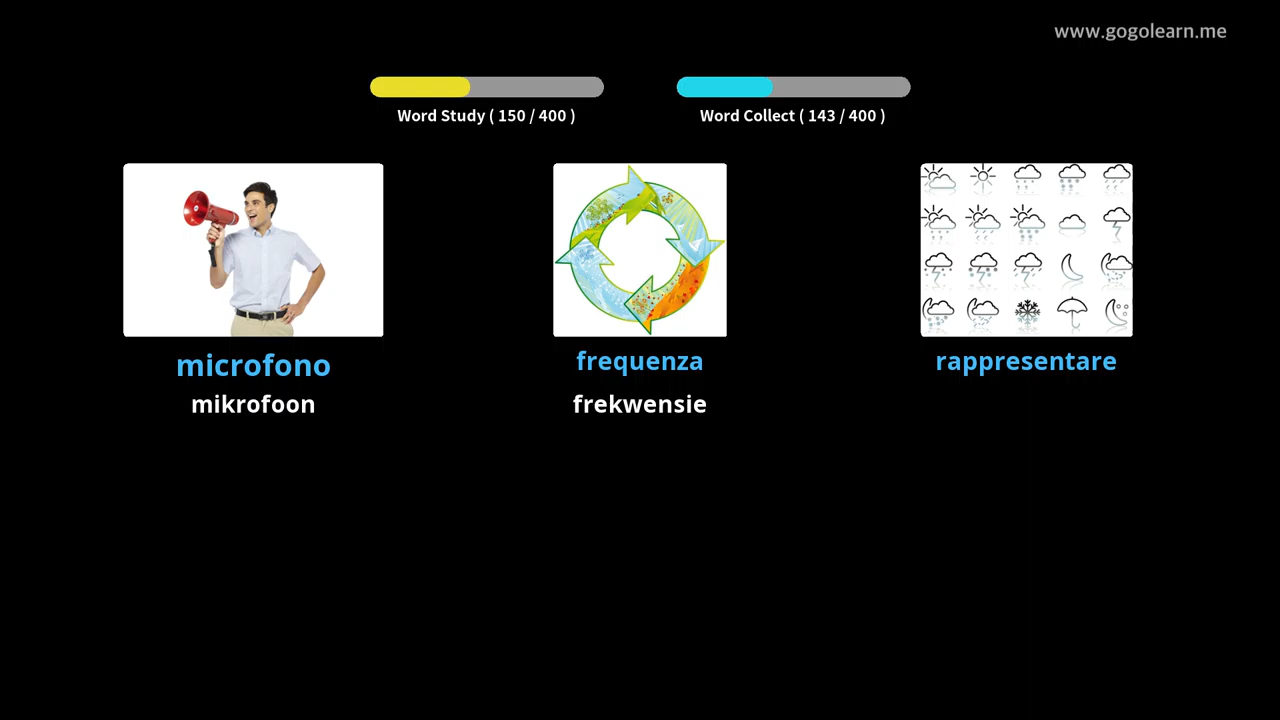 www.gogolearn.me
Word Study ( 150 / 400 )
Word Collect ( 143 / 400 )
microfono
frequenza
rappresentare
mikrofoon
frekwensie